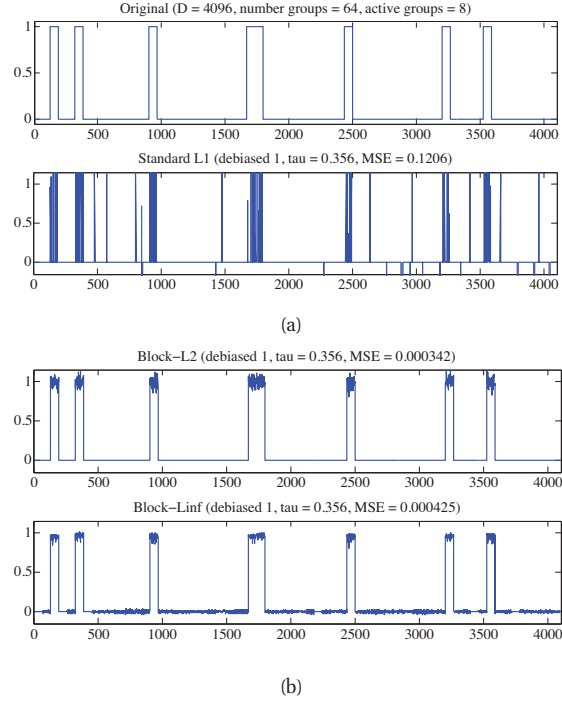 Original (D = 4096, number groups = 64, active groups = 8)
1
0.5
0
0 500 1000 1500 2000 2500 3000 3500 4000
Standard L1 (debiased 1, tau = 0.356, MSE = 0.1206)
1
0.5
0
0 500 1000 1500 2000 2500 3000 3500 4000
(a)
Block−L2 (debiased 1, tau = 0.356, MSE = 0.000342)
1
0.5
0
0 500 1000 1500 2000 2500 3000 3500 4000
Block−Linf (debiased 1, tau = 0.356, MSE = 0.000425)
1
0.5
0
0 500 1000 1500 2000 2500 3000 3500 4000
(b)